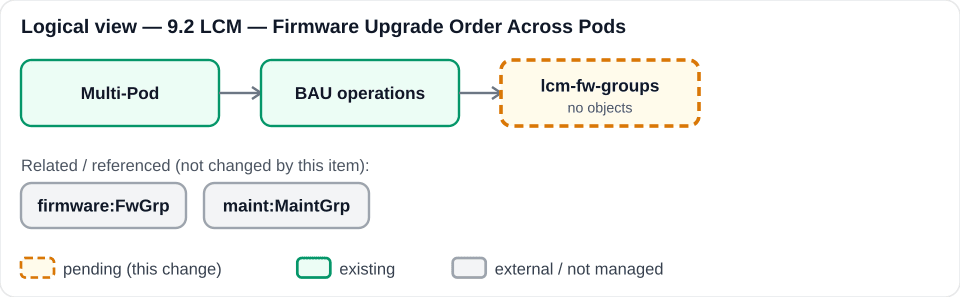 Logical view — 9.2 LCM — Firmware Upgrade Order Across Pods
Multi-Pod
BAU operations
lcm-fw-groups
no objects
Related / referenced (not changed by this item):
firmware:FwGrp
maint:MaintGrp
pending (this change)
existing
external / not managed